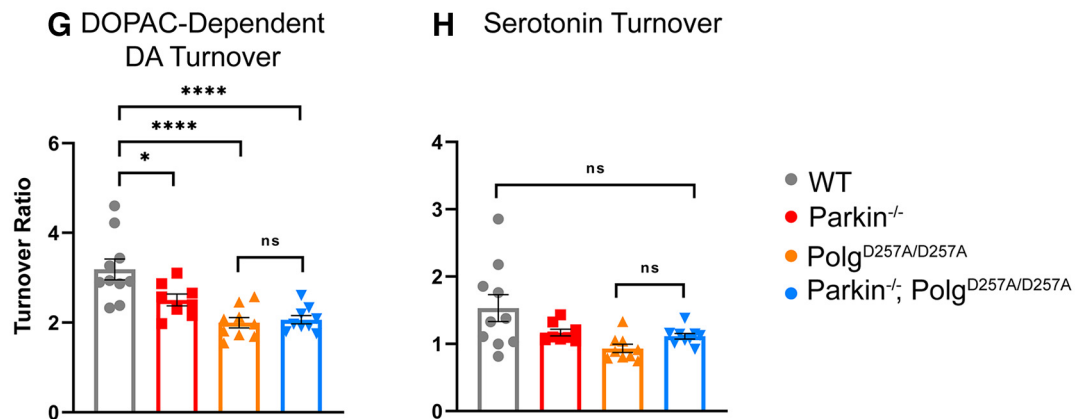 G DOPAC-Dependent
DA Turnover
****
****
*
ns
Turnover Ratio
6
4
2
0
H Serotonin Turnover
ns
ns
4
3
2
1
0
WT
Parkin-/-
PolgD257A/D257A
Parkin-/-; PolgD257A/D257A